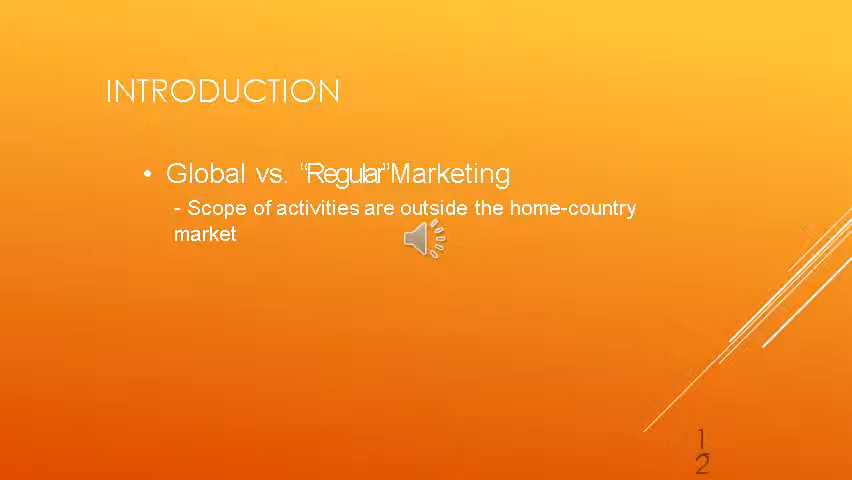 INTRODUCTION
• Global vs. “Regular”Marketing
- Scope of activities are outside the home-country
market
1
2